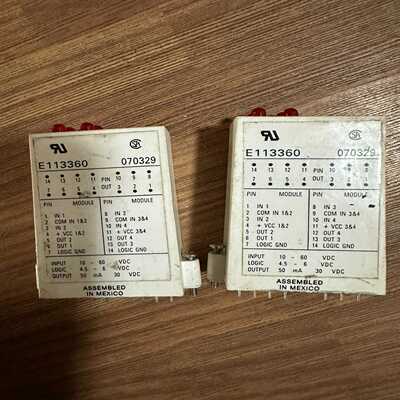 E113360 070329
14 13 12 11 PIN 10 9 8
7 6 5 4 OUT 3 2 1
PIN MODULE PIN MODULE
1 IN 1 8 IN 3
2 COM IN 1&2 9 COM IN 3&4
3 IN 2 10 IN 4
4 + VCC 1&2 11 + VCC 3&4
5 OUT 2 12 OUT 4
6 OUT 1 13 OUT 3
7 LOGIC GND 14 LOGIC GND
INPUT 10 - 60 VDC
LOGIC 4.5 - 6 VDC
OUTPUT 50 mA 30 VDC
ASSEMBLED
IN MEXICO
E113360 070329
14 13 12 11 PIN 10 9 8
7 6 5 4 OUT 3 2 1
PIN MODULE PIN MODULE
1 IN 1 8 IN 3
2 COM IN 1&2 9 COM IN 3&4
3 IN 2 10 IN 4
4 + VCC 1&2 11 + VCC 3&4
5 OUT 2 12 OUT 4
6 OUT 1 13 OUT 3
7 LOGIC GND 14 LOGIC GND
INPUT 10 - 60 VDC
LOGIC 4.5 - 6 VDC
OUTPUT 50 mA 30 VDC
ASSEMBLED
IN MEXICO